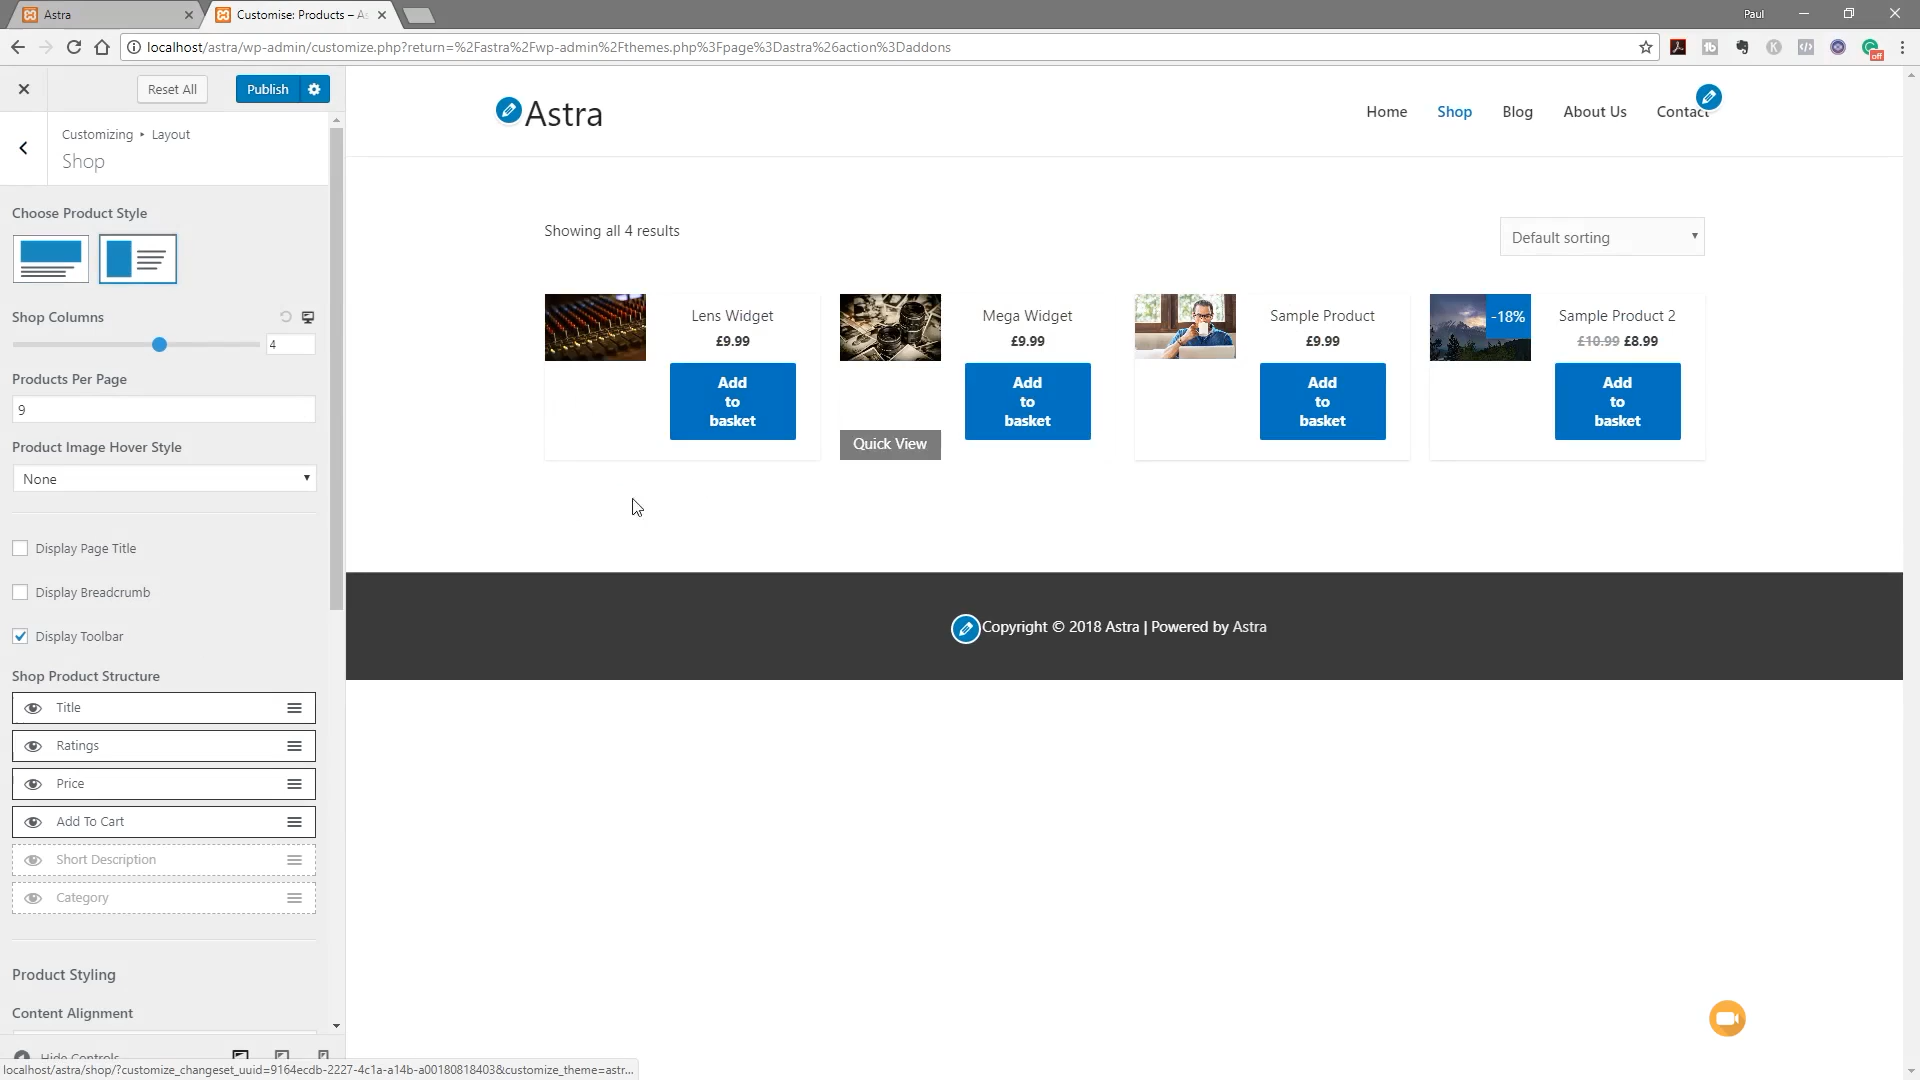 Astra
Customise: Products – As
Paul
localhost/astra/wp-admin/customize.php?return=%2Fastra%2Fwp-admin%2Fthemes.php%3Fpage%3Dastra%26action%3Daddons
off
Reset All
Publish
Customizing ‣ Layout
Shop
Choose Product Style
Shop Columns
4
Products Per Page
9
Product Image Hover Style
None
Display Page Title
Display Breadcrumb
Display Toolbar
Shop Product Structure
Title
Ratings
Price
Add To Cart
Short Description
Category
Product Styling
Content Alignment
Hide Controls
localhost/astra/shop/?customize_changeset_uuid=9164ecdb-2227-4c1a-a14b-a00180818403&customize_theme=astr...
Astra
Home
Shop
Blog
About Us
Contact
Showing all 4 results
Default sorting
Lens Widget
£9.99
Add
to
basket
Quick View
Mega Widget
£9.99
Add
to
basket
Sample Product
£9.99
Add
to
basket
-18%
Sample Product 2
£10.99 £8.99
Add
to
basket
Copyright © 2018 Astra | Powered by Astra